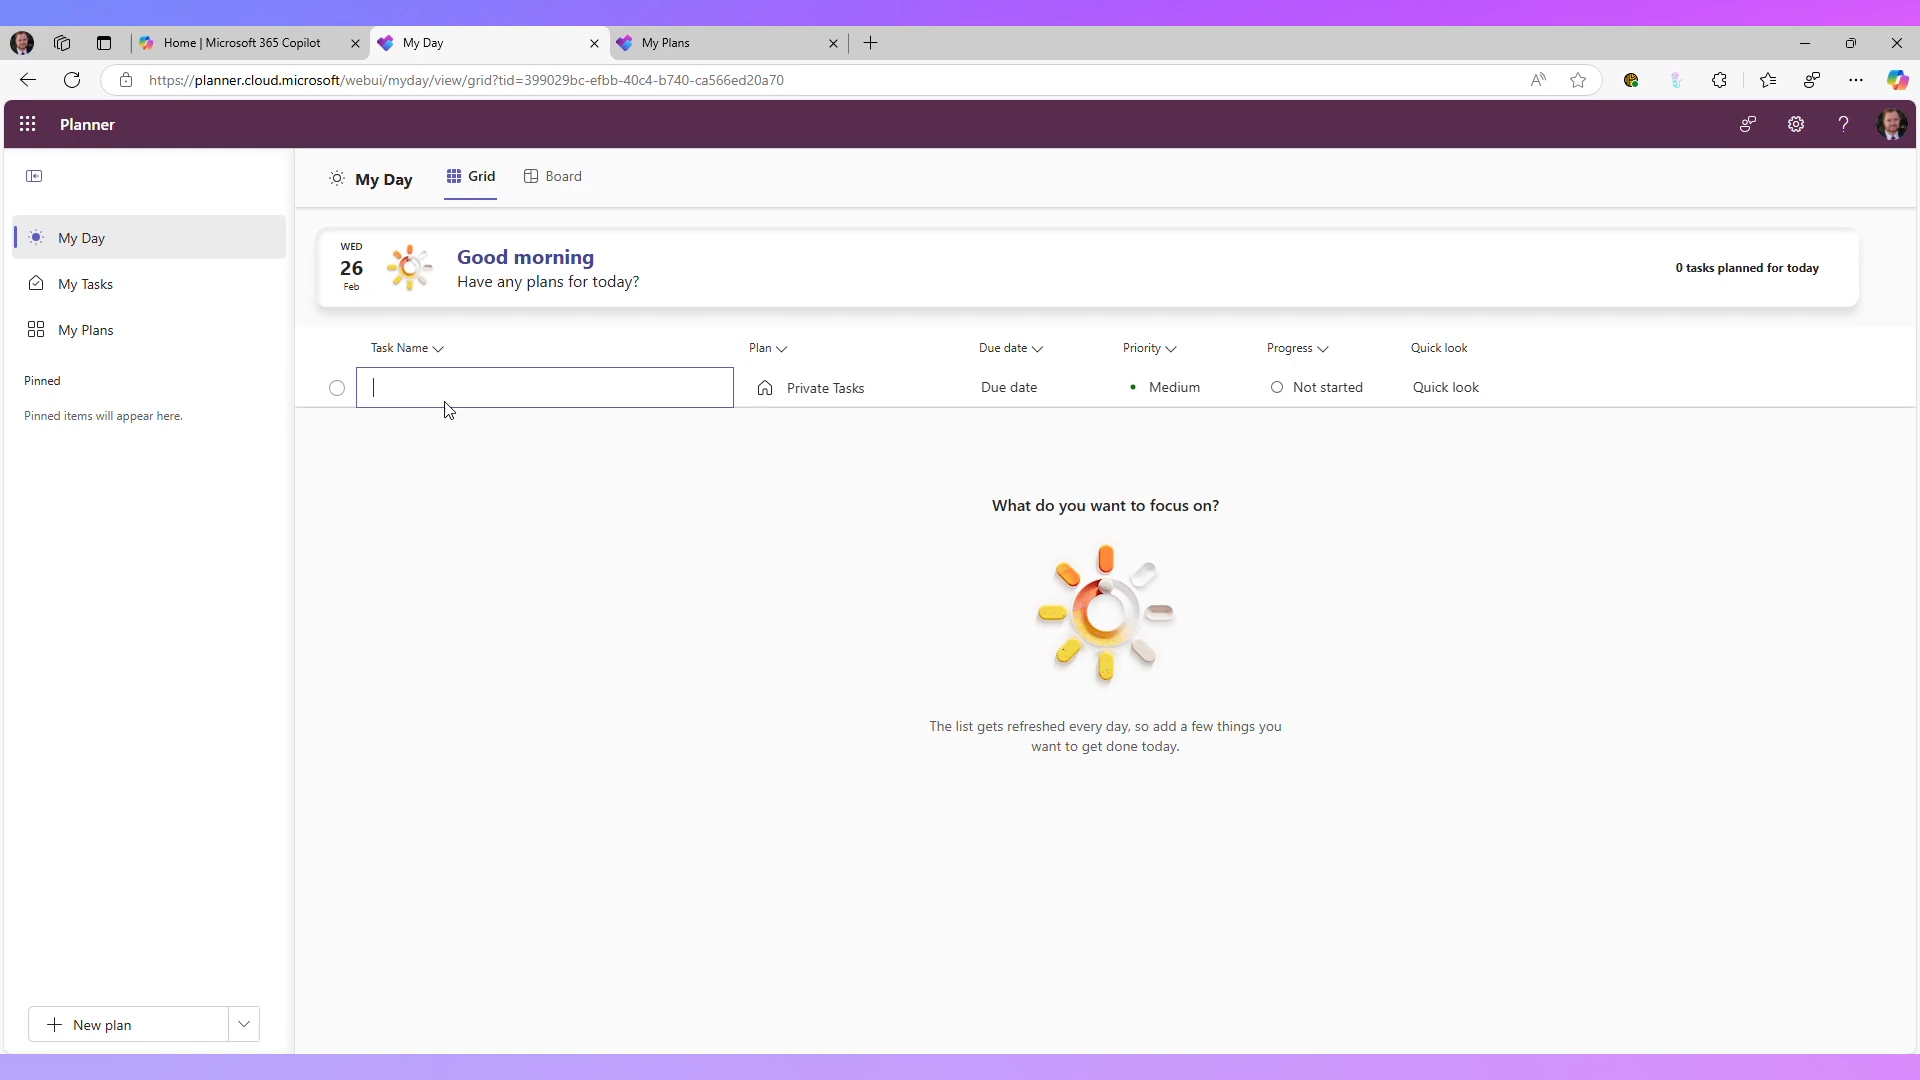 Home | Microsoft 365 Copilot
My Day
My Plans
https://planner.cloud.microsoft/webui/myday/view/grid?tid=399029bc-efbb-40c4-b740-ca566ed20a70
Planner
My Day
Grid
Board
My Day
My Tasks
My Plans
Pinned
Pinned items will appear here.
WED
26
Feb
Good morning
Have any plans for today?
0 tasks planned for today
Task Name
Plan
Due date
Priority
Progress
Quick look
Private Tasks
Due date
Medium
Not started
Quick look
What do you want to focus on?
The list gets refreshed every day, so add a few things you
want to get done today.
New plan